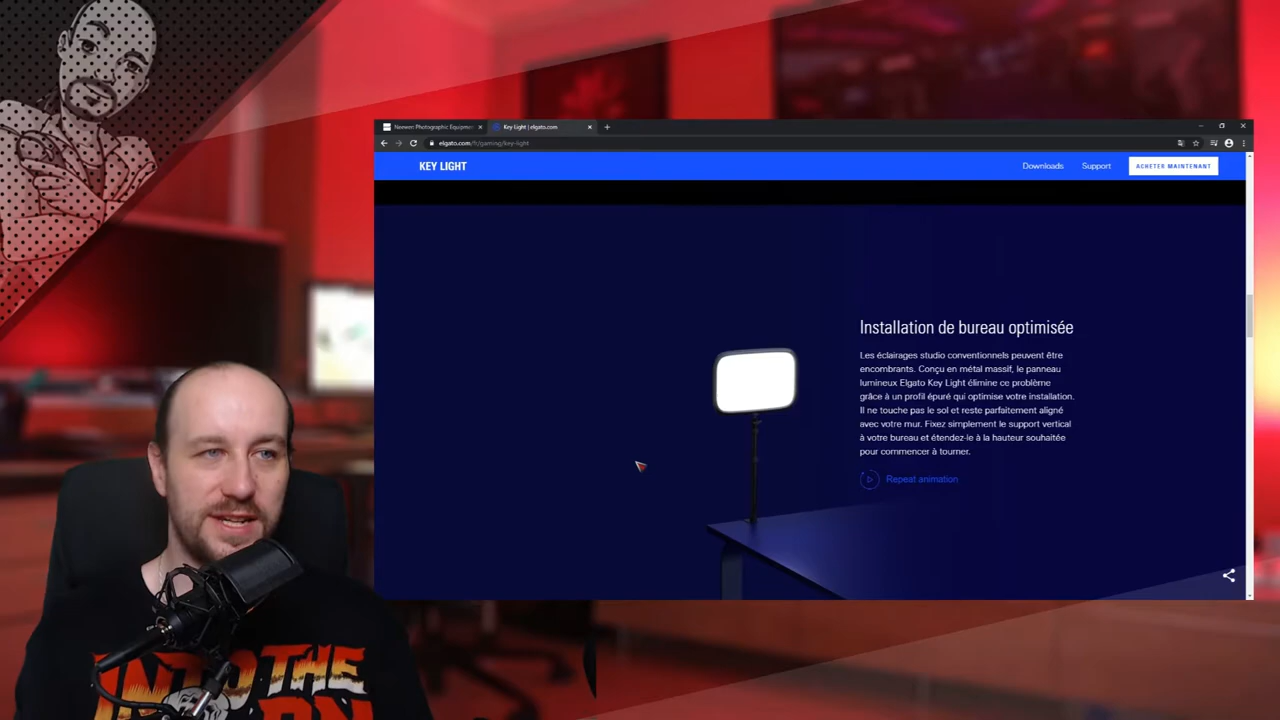 Key Light | elgato.com
elgato.com/fr/gaming/key-light
KEY LIGHT
Downloads
Support
ACHETER MAINTENANT
Installation de bureau optimisée
Les éclairages studio conventionnels peuvent être
encombrants. Conçu en métal massif, le panneau
lumineux Elgato Key Light élimine ce problème
grâce à un profil épuré qui optimise votre installation.
Il ne touche pas le sol et reste parfaitement aligné
avec votre mur. Fixez simplement le support vertical
à votre bureau et étendez-le à la hauteur souhaitée
pour commencer à tourner.
Repeat animation
INTO THE